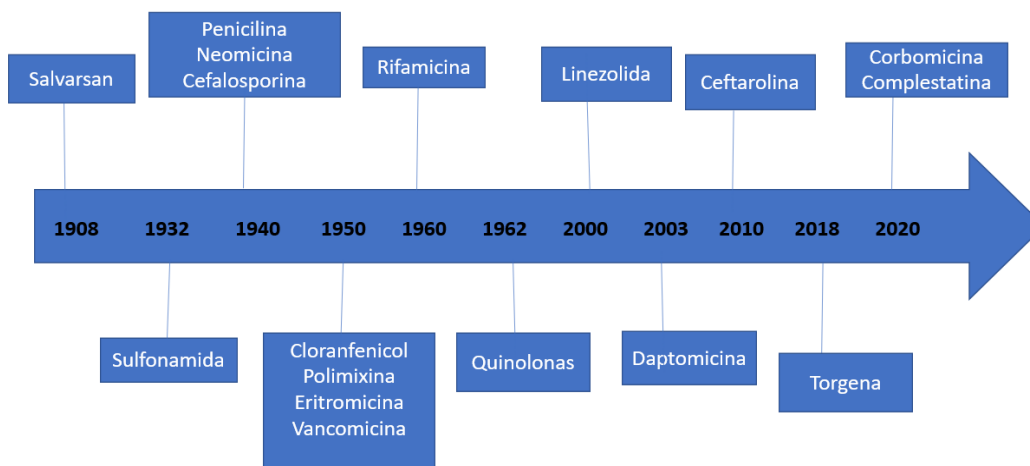 Penicilina
Neomicina
Cefalosporina
Salvarsan
Rifamicina
Linezolida
Ceftarolina
Corbomicina
Complestatina
1908 1932 1940 1950 1960 1962 2000 2003 2010 2018 2020
Sulfonamida
Cloranfenicol
Polimixina
Eritromicina
Vancomicina
Quinolonas
Daptomicina
Torgena